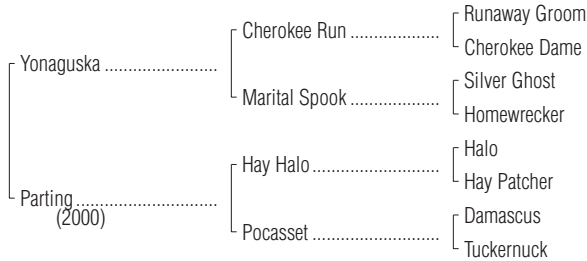 Runaway Groom
Cherokee Run ....................
Cherokee Dame
Yonaguska .........................
Silver Ghost
Marital Spook ....................
Homewrecker
Halo
Hay Halo ............................
Hay Patcher
Parting ...............................
(2000)
Damascus
Pocasset ............................
Tuckernuck